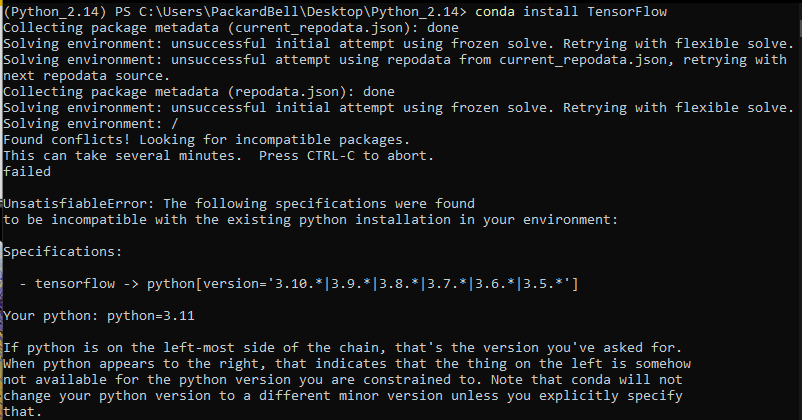 (Python_2.14) PS C:\Users\PackardBell\Desktop\Python_2.14> conda install TensorFlow
Collecting package metadata (current_repodata.json): done
Solving environment: unsuccessful initial attempt using frozen solve. Retrying with flexible solve.
Solving environment: unsuccessful attempt using repodata from current_repodata.json, retrying with
next repodata source.
Collecting package metadata (repodata.json): done
Solving environment: unsuccessful initial attempt using frozen solve. Retrying with flexible solve.
Solving environment: /
Found conflicts! Looking for incompatible packages.
This can take several minutes.  Press CTRL-C to abort.
failed
UnsatisfiableError: The following specifications were found
to be incompatible with the existing python installation in your environment:
Specifications:
  - tensorflow -> python[version='3.10.*|3.9.*|3.8.*|3.7.*|3.6.*|3.5.*']
Your python: python=3.11
If python is on the left-most side of the chain, that's the version you've asked for.
When python appears to the right, that indicates that the thing on the left is somehow
not available for the python version you are constrained to. Note that conda will not
change your python version to a different minor version unless you explicitly specify
that.